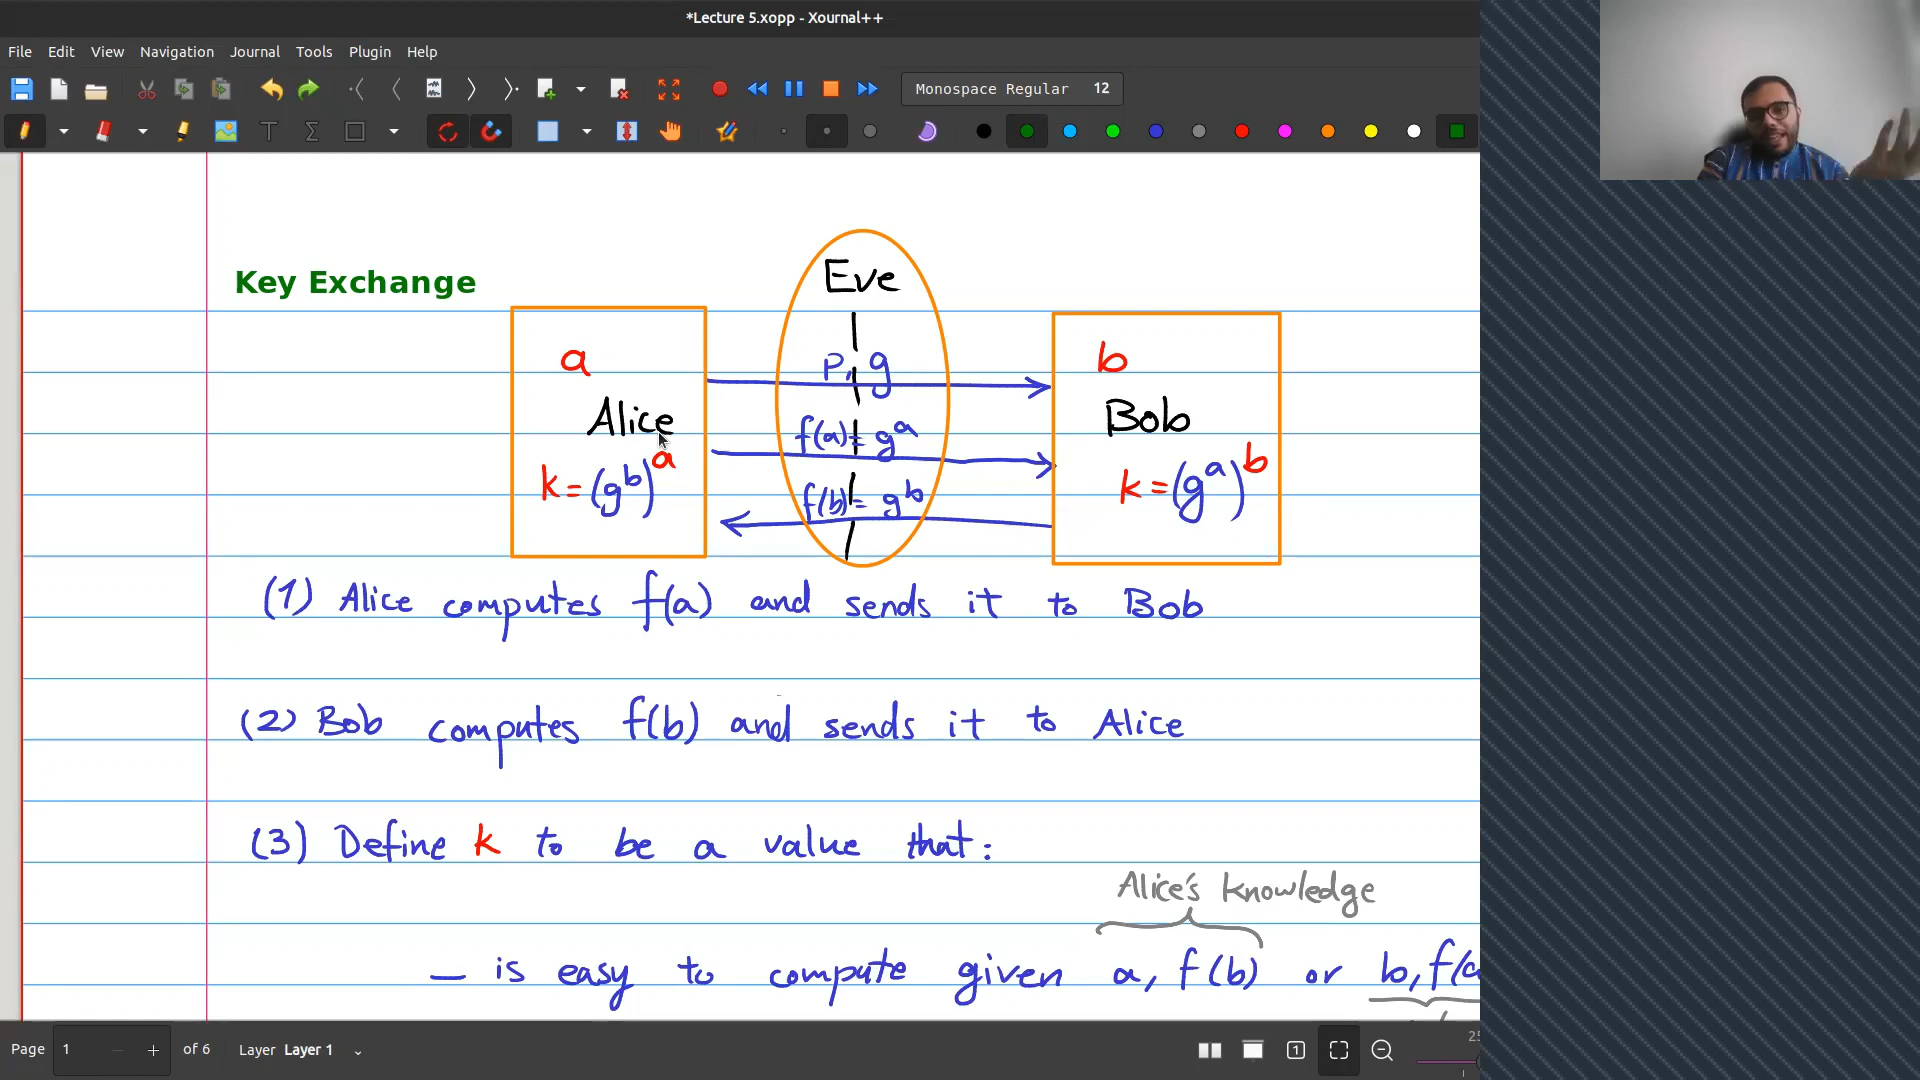 *Lecture 5.xopp - Xournal++
File Edit View Navigation Journal Tools Plugin Help
Monospace Regular 12
Key Exchange
Eve
a
p, g
b
Alice
f(a) = g^a
Bob
k = (g^b)^a
f(b) = g^b
k = (g^a)^b
(1) Alice computes f(a) and sends it to Bob
(2) Bob computes f(b) and sends it to Alice
(3) Define k to be a value that:
Alice's knowledge
— is easy to compute given a, f(b) or b, f(a
Page 1 of 6 Layer Layer 1